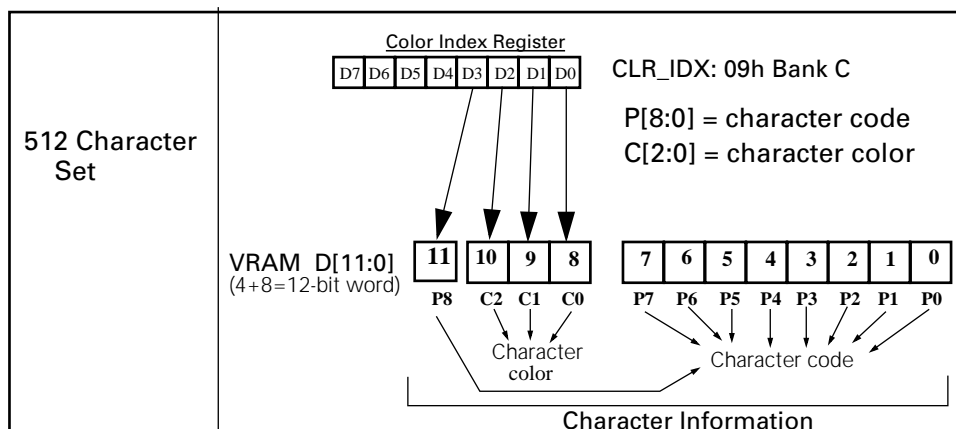 Color Index Register
D7 D6 D5 D4 D3 D2 D1 D0
CLR_IDX: 09h Bank C
P[8:0] = character code
C[2:0] = character color
512 Character
Set
VRAM D[11:0]
(4+8=12-bit word)
11 10 9 8 7 6 5 4 3 2 1 0
P8 C2 C1 C0 P7 P6 P5 P4 P3 P2 P1 P0
Character
color
Character code
Character Information